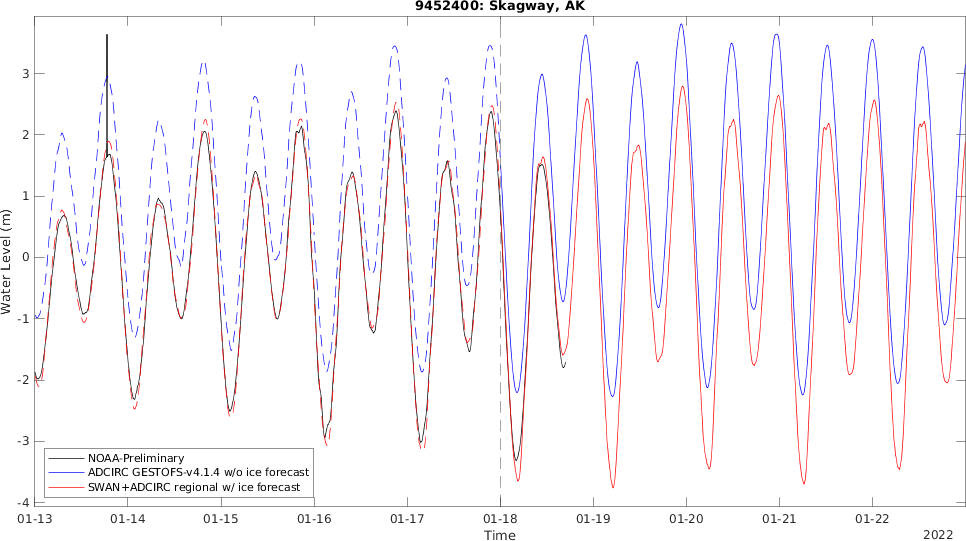 9452400: Skagway, AK
Water Level (m)
3
2
1
0
-1
-2
-3
-4
NOAA-Preliminary
ADCIRC GESTOFS-v4.1.4 w/o ice forecast
SWAN+ADCIRC regional w/ ice forecast
01-13 01-14 01-15 01-16 01-17 01-18 01-19 01-20 01-21 01-22
Time
2022